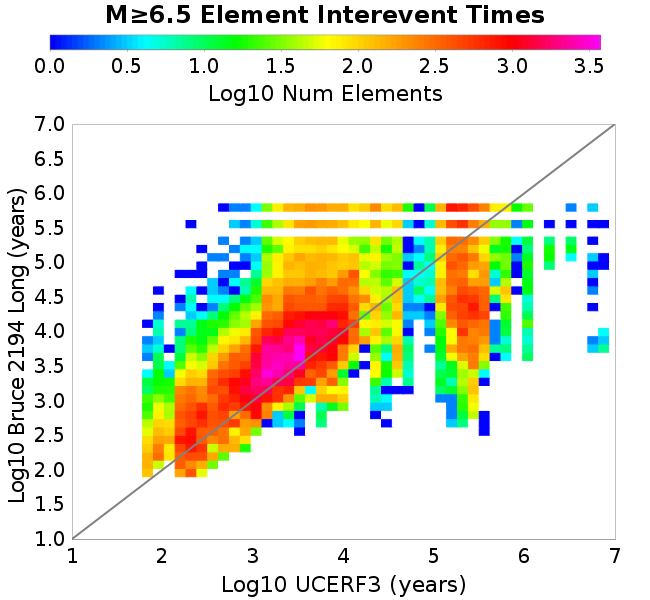 M≥6.5 Element Interevent Times
0.0 0.5 1.0 1.5 2.0 2.5 3.0 3.5
Log10 Num Elements
Log10 Bruce 2194 Long (years)
7.0
6.5
6.0
5.5
5.0
4.5
4.0
3.5
3.0
2.5
2.0
1.5
1.0
1 2 3 4 5 6 7
Log10 UCERF3 (years)